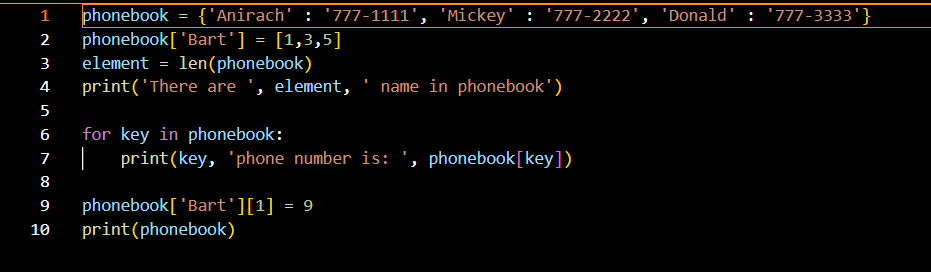 1 phonebook = {'Anirach' : '777-1111', 'Mickey' : '777-2222', 'Donald' : '777-3333'}
2 phonebook['Bart'] = [1,3,5]
3 element = len(phonebook)
4 print('There are ', element, ' name in phonebook')
5
6 for key in phonebook:
7     print(key, 'phone number is: ', phonebook[key])
8
9 phonebook['Bart'][1] = 9
10 print(phonebook)